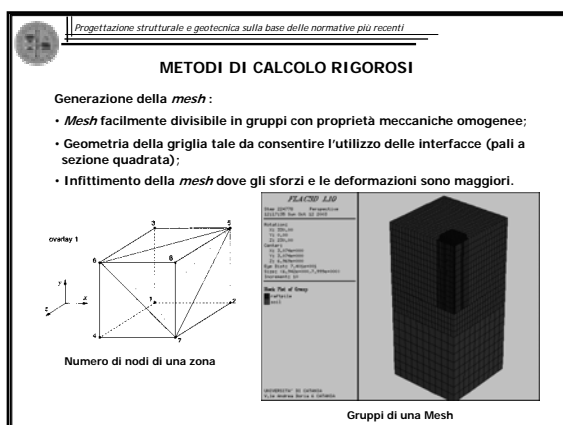 Progettazione strutturale e geotecnica sulla base delle normative più recenti
METODI DI CALCOLO RIGOROSI
Generazione della mesh :
• Mesh facilmente divisibile in gruppi con proprietà meccaniche omogenee;
• Geometria della griglia tale da consentire l'utilizzo delle interfacce (pali a
sezione quadrata);
• Infittimento della mesh dove gli sforzi e le deformazioni sono maggiori.
overlay 1
3
5
6
8
1
2
4
7
y
x
z
Numero di nodi di una zona
Perspective
Rotation:
Center:
Block Plot of Group
UNIVERSITA' DI CATANIA
Gruppi di una Mesh